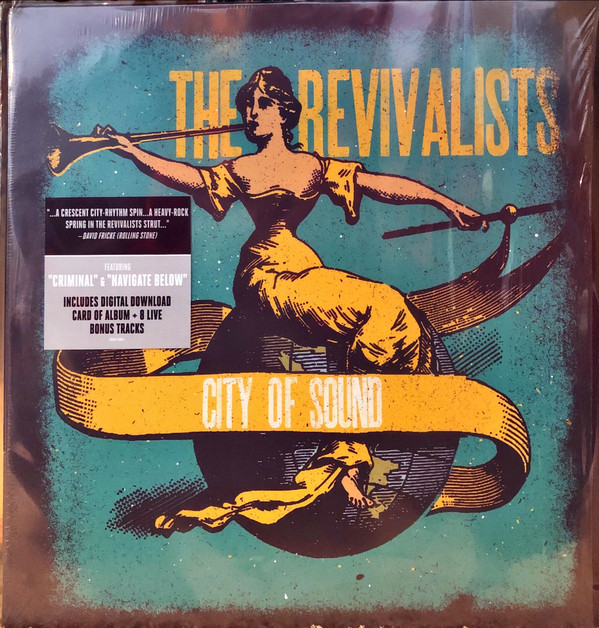 THE REVIVALISTS
"...A CRESCENT CITY-RHYTHM SPIN...A HEAVY-ROCK
SPRING IN THE REVIVALISTS STRUT..."
—DAVID FRICKE (ROLLING STONE)
FEATURING
"CRIMINAL" & "NAVIGATE BELOW"
INCLUDES DIGITAL DOWNLOAD
CARD OF ALBUM + 8 LIVE
BONUS TRACKS
CITY OF SOUND